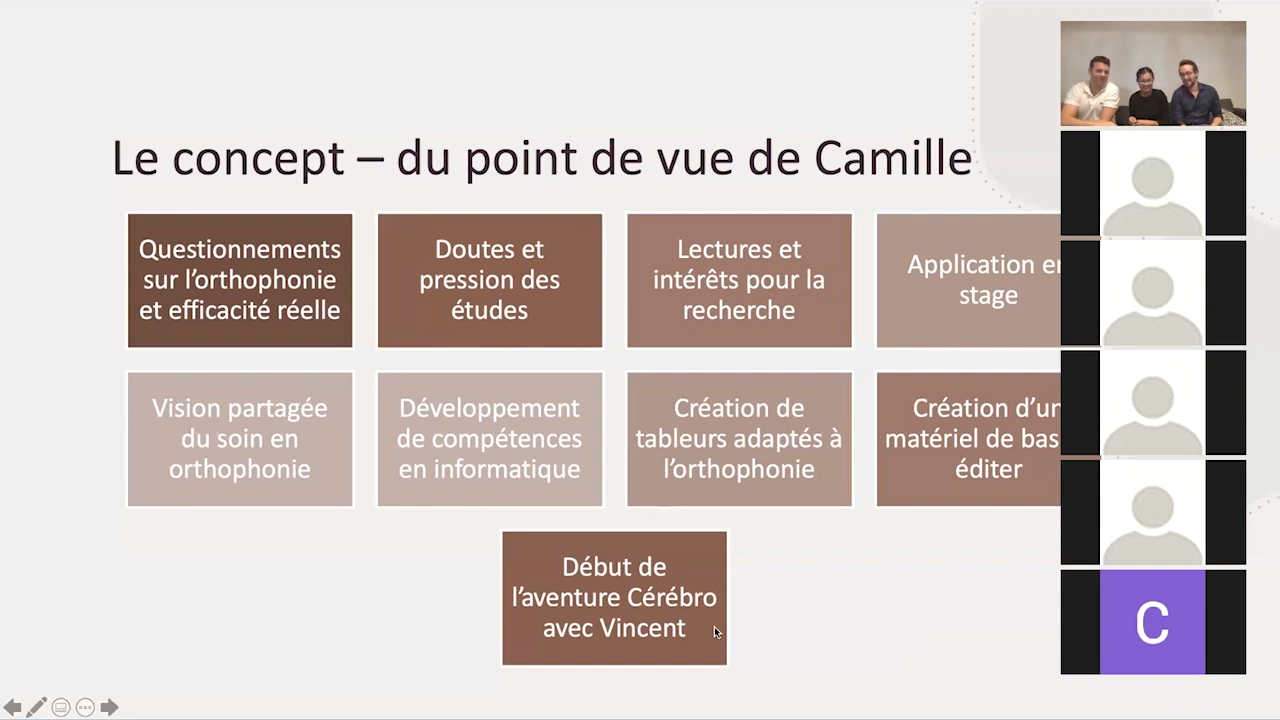 Le concept – du point de vue de Camille
Questionnements
sur l’orthophonie
et efficacité réelle
Doutes et
pression des
études
Lectures et
intérêts pour la
recherche
Application
stage
Vision partagée
du soin en
orthophonie
Développement
de compétences
en informatique
Création de
tableurs adaptés à
l’orthophonie
Création d’un
matériel de bas
éditer
Début de
l’aventure Cérébro
avec Vincent
C